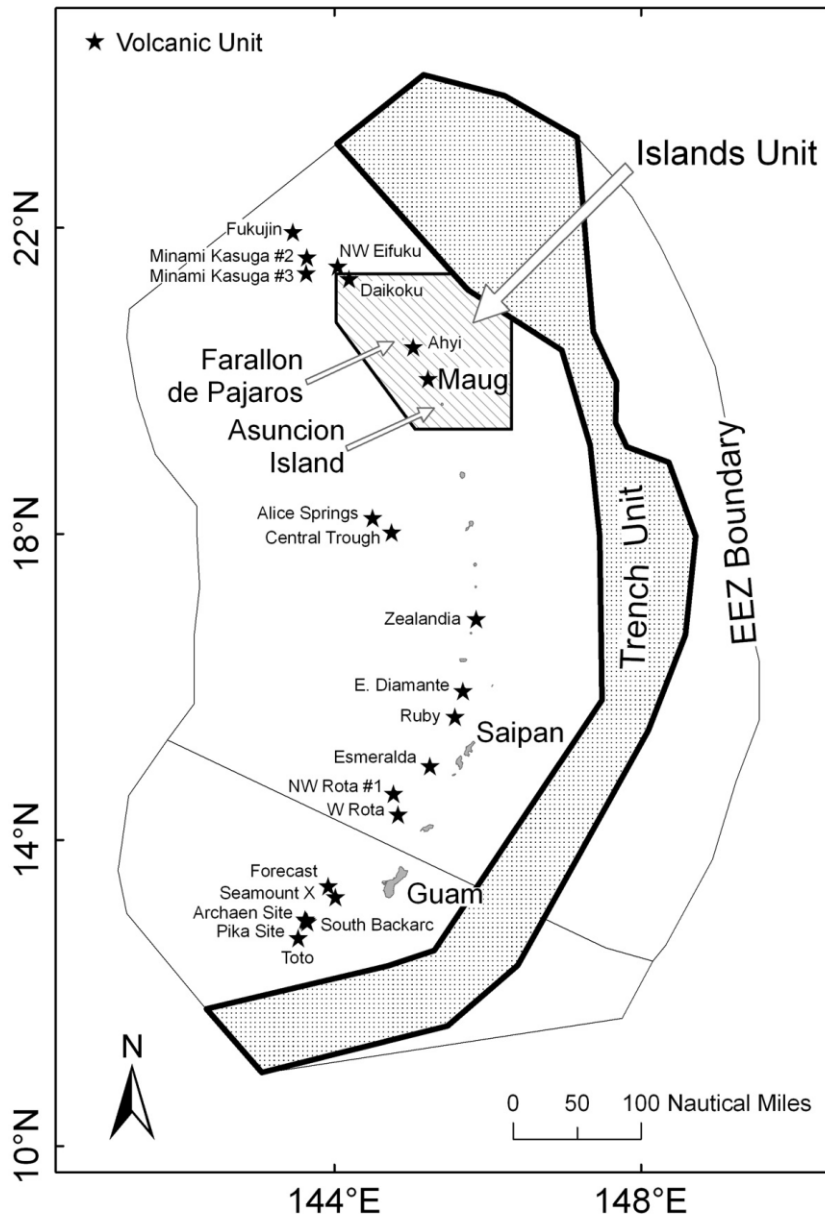 ★ Volcanic Unit
Islands Unit
22°N
Fukujin
Minami Kasuga #2
NW Eifuku
Minami Kasuga #3
Daikoku
Ahyi
Farallon
de Pajaros
Maug
Asuncion
Island
18°N
Alice Springs
Central Trough
Trench Unit
EEZ Boundary
Zealandia
E. Diamante
Ruby
Saipan
Esmeralda
NW Rota #1
W Rota
14°N
Forecast
Seamount X
Guam
Archaen Site
South Backarc
Pika Site
Toto
N
0 50 100 Nautical Miles
10°N
144°E 148°E